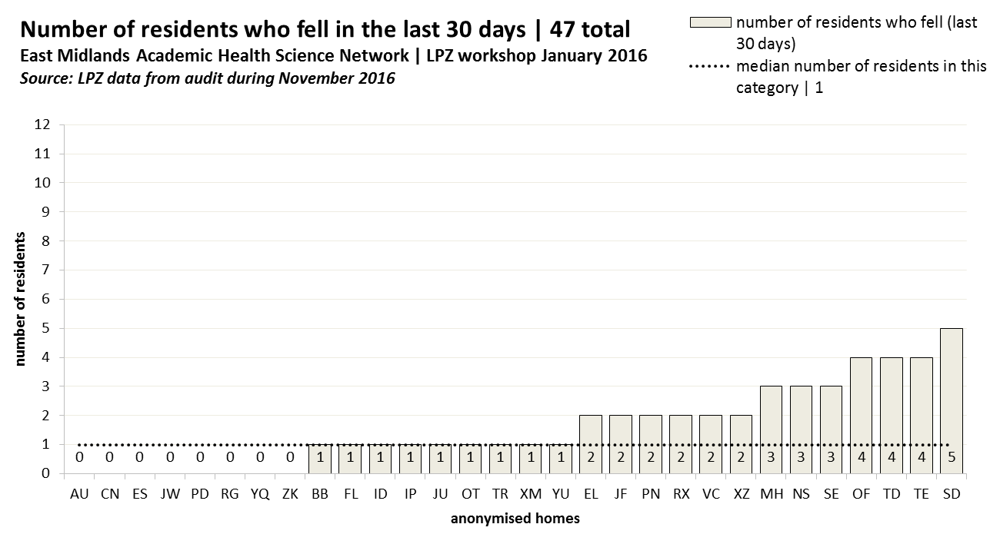 Number of residents who fell in the last 30 days | 47 total
East Midlands Academic Health Science Network | LPZ workshop January 2016
Source: LPZ data from audit during November 2016
number of residents who fell (last
30 days)
median number of residents in this
category | 1
number of residents
12
11
10
9
8
7
6
5
4
3
2
1
0
0 0 0 0 0 0 0 0 1 1 1 1 1 1 1 1 1 2 2 2 2 2 2 3 3 3 4 4 4 5
AU CN ES JW PD RG YQ ZK BB FL ID IP JU OT TR XM YU EL JF PN RX VC XZ MH NS SE OF TD TE SD
anonymised homes